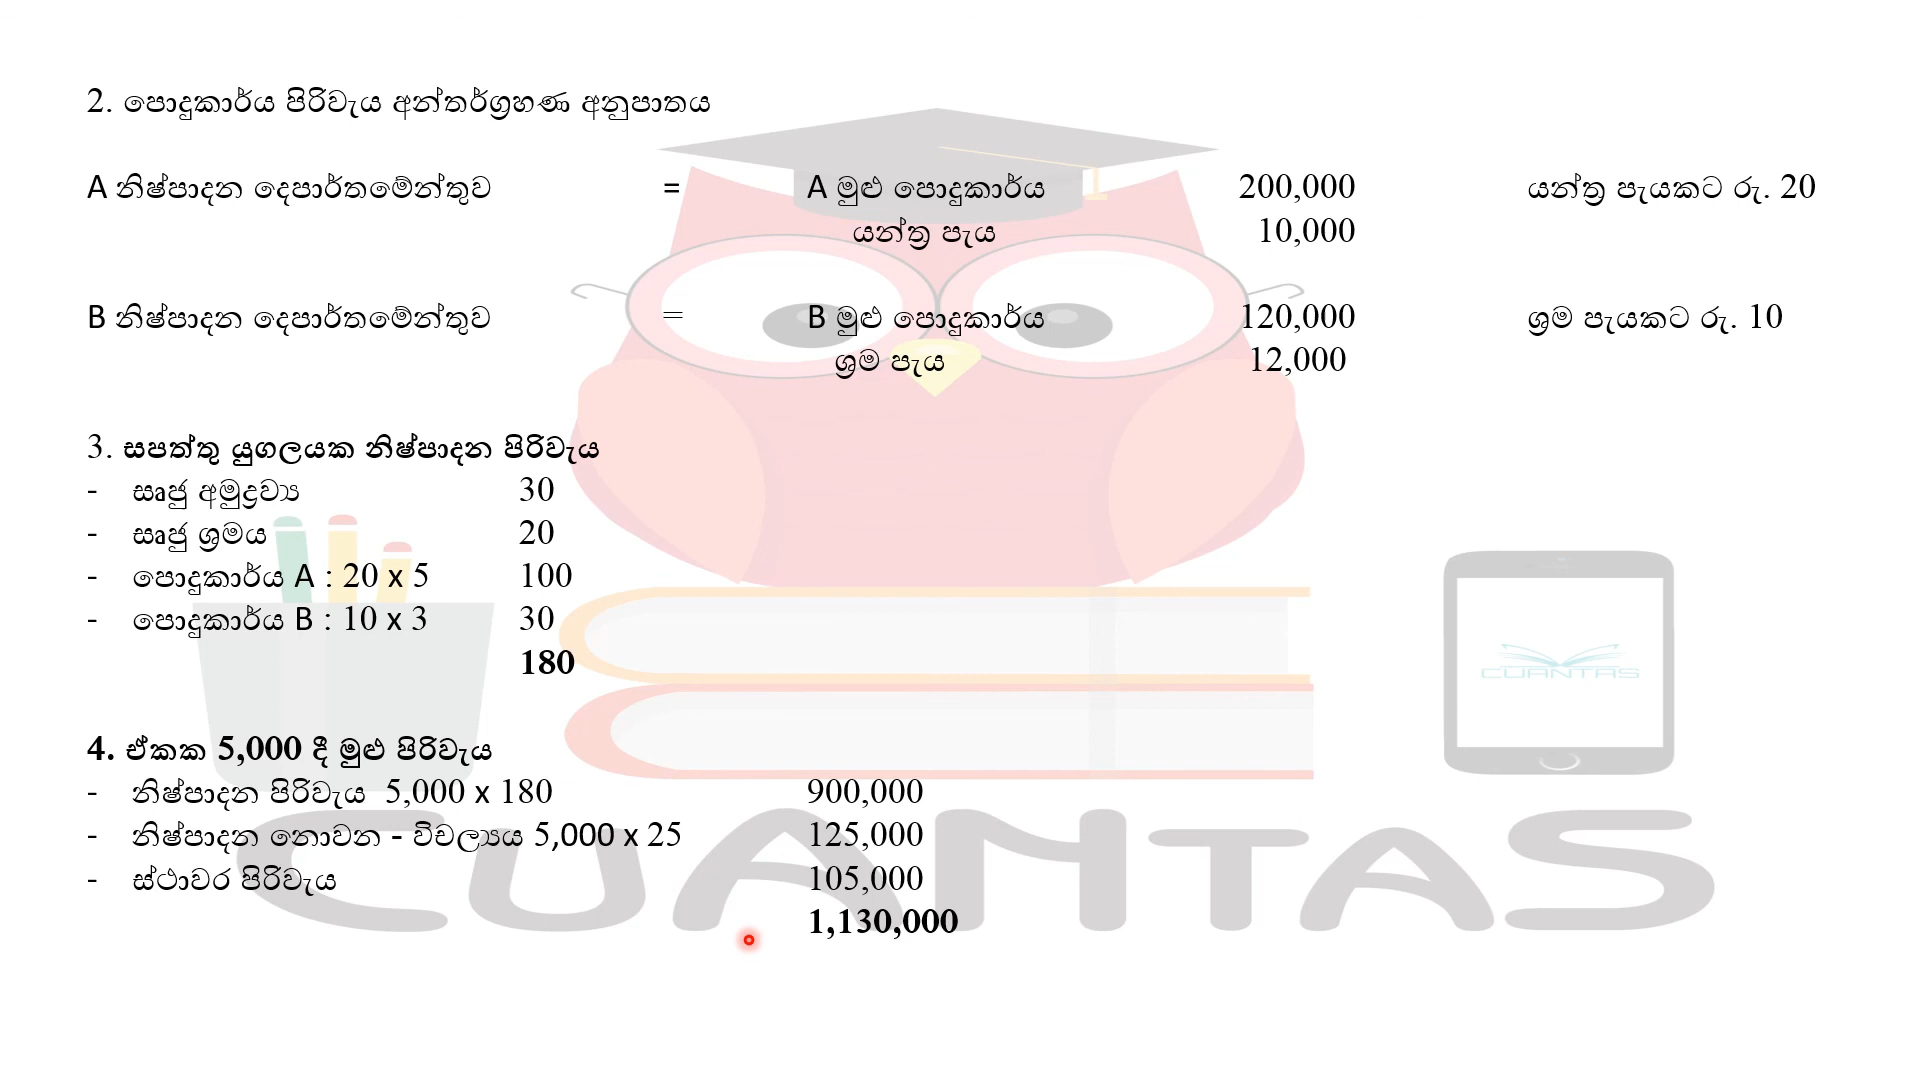 2. පොදුකාර්ය පිරිවැය අන්තර්ග්‍රහණ අනුපාතය
A නිෂ්පාදන දෙපාර්තමේන්තුව = A මුළු පොදුකාර්ය 200,000 යන්ත්‍ර පැයකට රු. 20
යන්ත්‍ර පැය 10,000
B නිෂ්පාදන දෙපාර්තමේන්තුව = B මුළු පොදුකාර්ය 120,000 ශ්‍රම පැයකට රු. 10
ශ්‍රම පැය 12,000
3. සපත්තු යුගලයක නිෂ්පාදන පිරිවැය
- සෘජු අමුද්‍රව්‍ය 30
- සෘජු ශ්‍රමය 20
- පොදුකාර්ය A : 20 x 5 100
- පොදුකාර්ය B : 10 x 3 30
180
4. ඒකක 5,000 දී මුළු පිරිවැය
- නිෂ්පාදන පිරිවැය 5,000 x 180 900,000
- නිෂ්පාදන නොවන - විචල්‍යය 5,000 x 25 125,000
- ස්ථාවර පිරිවැය 105,000
1,130,000
CUANTAS
CUANTAS